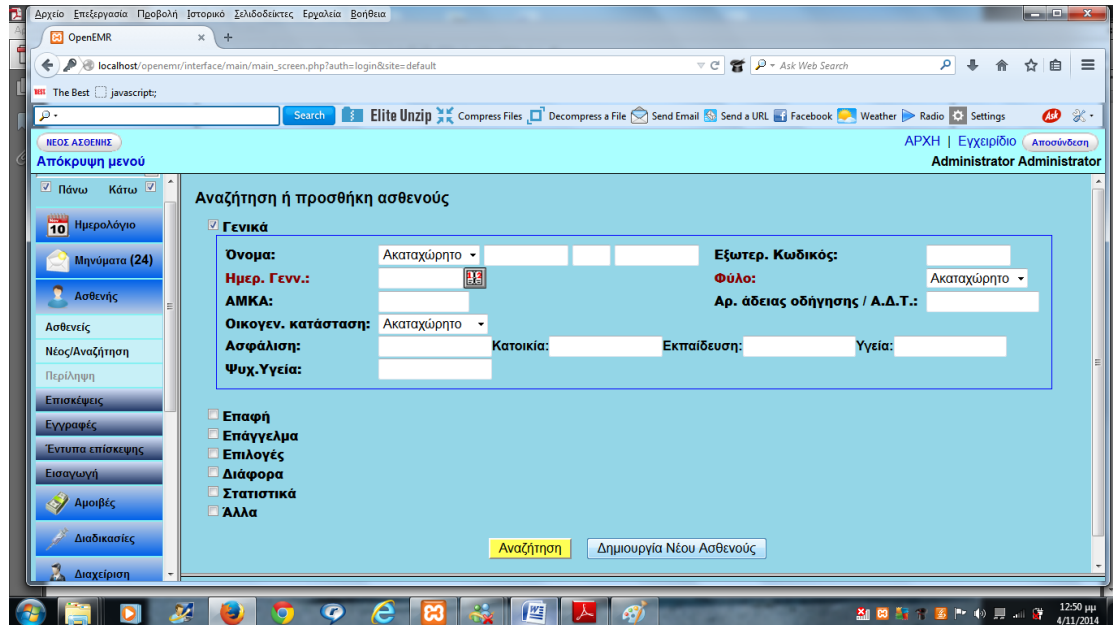 Αρχείο Επεξεργασία Προβολή Ιστορικό Σελιδοδείκτες Εργαλεία Βοήθεια
OpenEMR × +
localhost/openemr/interface/main/main_screen.php?auth=login&site=default Ask Web Search
The Best javascript:;
Search Elite Unzip Compress Files Decompress a File Send Email Send a URL Facebook Weather Radio Settings Ask
ΝΕΟΣ ΑΣΘΕΝΗΣ ΑΡΧΗ | Εγχειρίδιο Αποσύνδεση
Απόκρυψη μενού Administrator Administrator
Πάνω Κάτω
Ημερολόγιο
Μηνύματα (24)
Ασθενής
Ασθενείς
Νέος/Αναζήτηση
Περίληψη
Επισκέψεις
Εγγραφές
Έντυπα επίσκεψης
Εισαγωγή
Αμοιβές
Διαδικασίες
Διαχείριση
Αναζήτηση ή προσθήκη ασθενούς
Γενικά
Όνομα: Ακαταχώρητο Εξωτερ. Κωδικός:
Ημερ. Γενν.: Φύλο: Ακαταχώρητο
ΑΜΚΑ: Αρ. άδειας οδήγησης / Α.Δ.Τ.:
Οικογεν. κατάσταση: Ακαταχώρητο
Ασφάλιση: Κατοικία: Εκπαίδευση: Υγεία:
Ψυχ.Υγεία:
Επαφή
Επάγγελμα
Επιλογές
Διάφορα
Στατιστικά
Άλλα
Αναζήτηση Δημιουργία Νέου Ασθενούς
12:50 μμ
4/11/2014